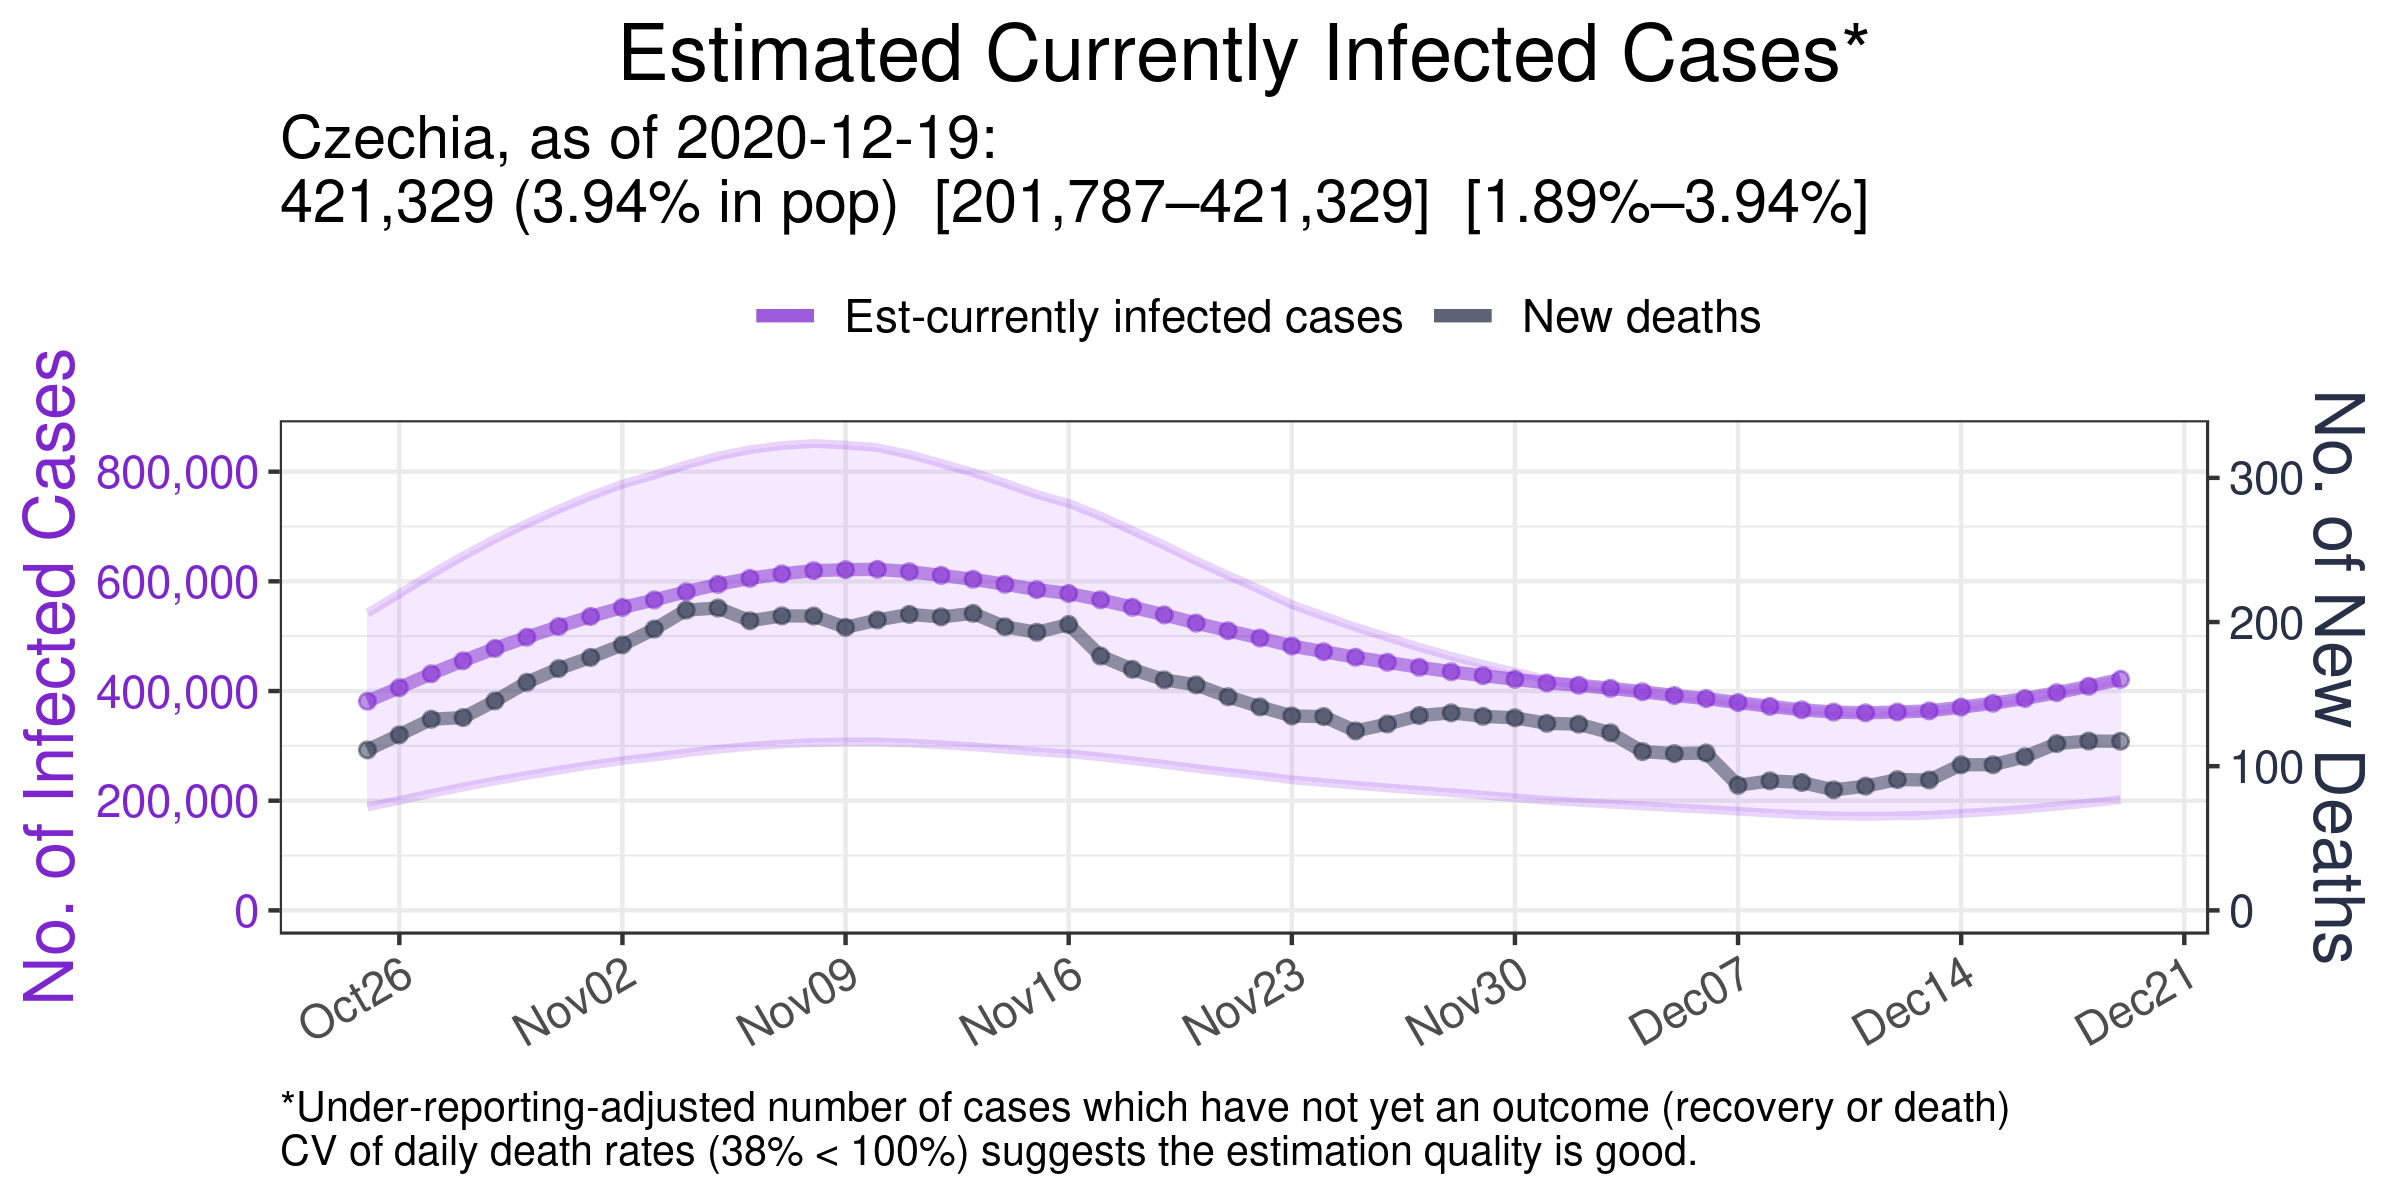 Estimated Currently Infected Cases*
Czechia, as of 2020-12-19:
421,329 (3.94% in pop) [201,787–421,329] [1.89%–3.94%]
Est-currently infected cases
New deaths
No. of Infected Cases
800,000
600,000
400,000
200,000
0
300
200
100
0
No. of New Deaths
Oct26
Nov02
Nov09
Nov16
Nov23
Nov30
Dec07
Dec14
Dec21
*Under-reporting-adjusted number of cases which have not yet an outcome (recovery or death)
CV of daily death rates (38% < 100%) suggests the estimation quality is good.